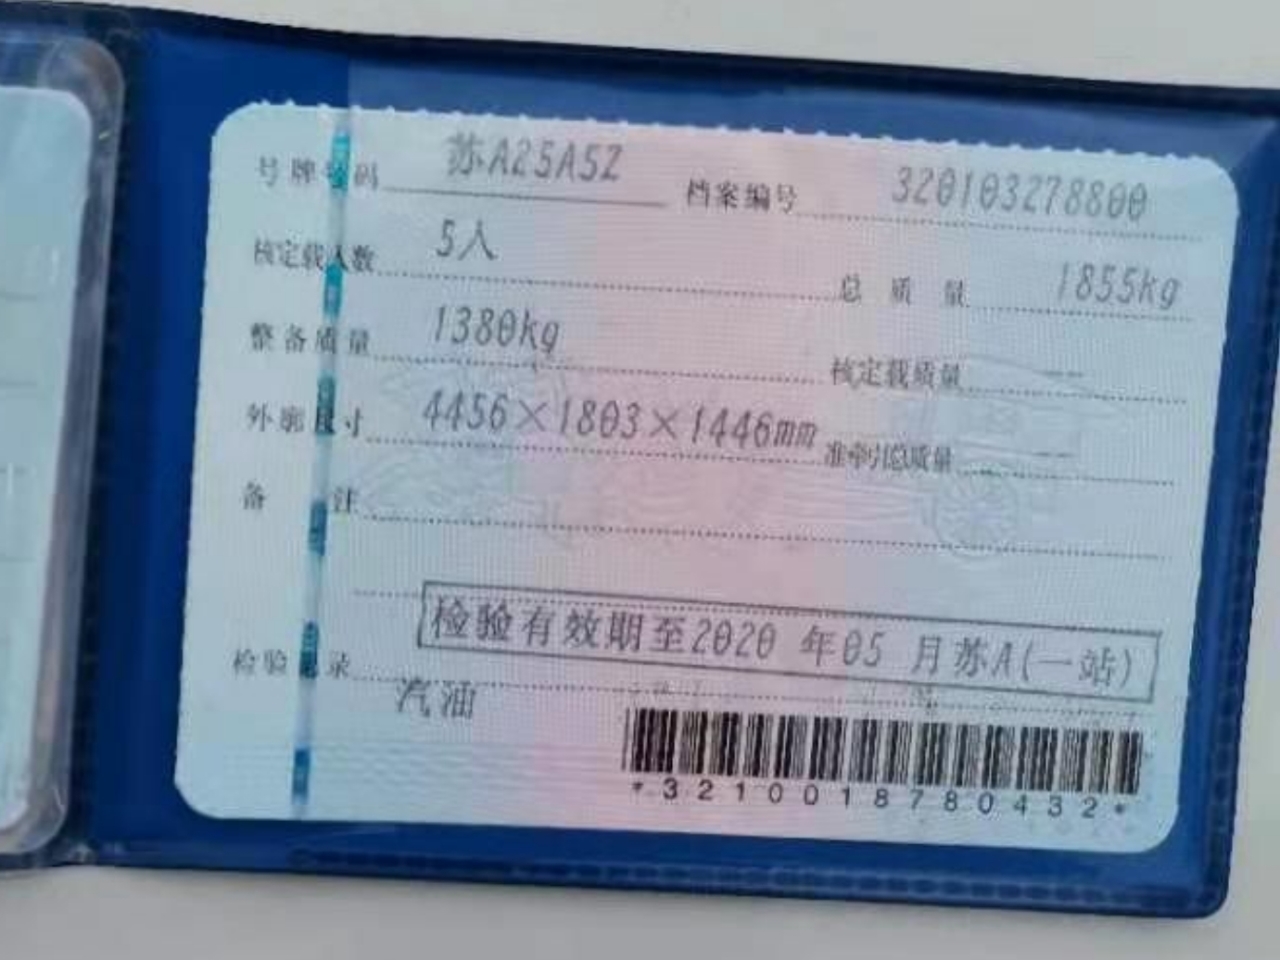 号牌号码 苏A25A5Z 档案编号 320103278800
核定载人数 5人 总质量 1855kg
整备质量 1380kg 核定载质量 --
外廓尺寸 4456×1803×1446mm 准牵引总质量 --
备注
检验有效期至2020年05月苏A(一站)
检验记录
汽油
*3210018780432*